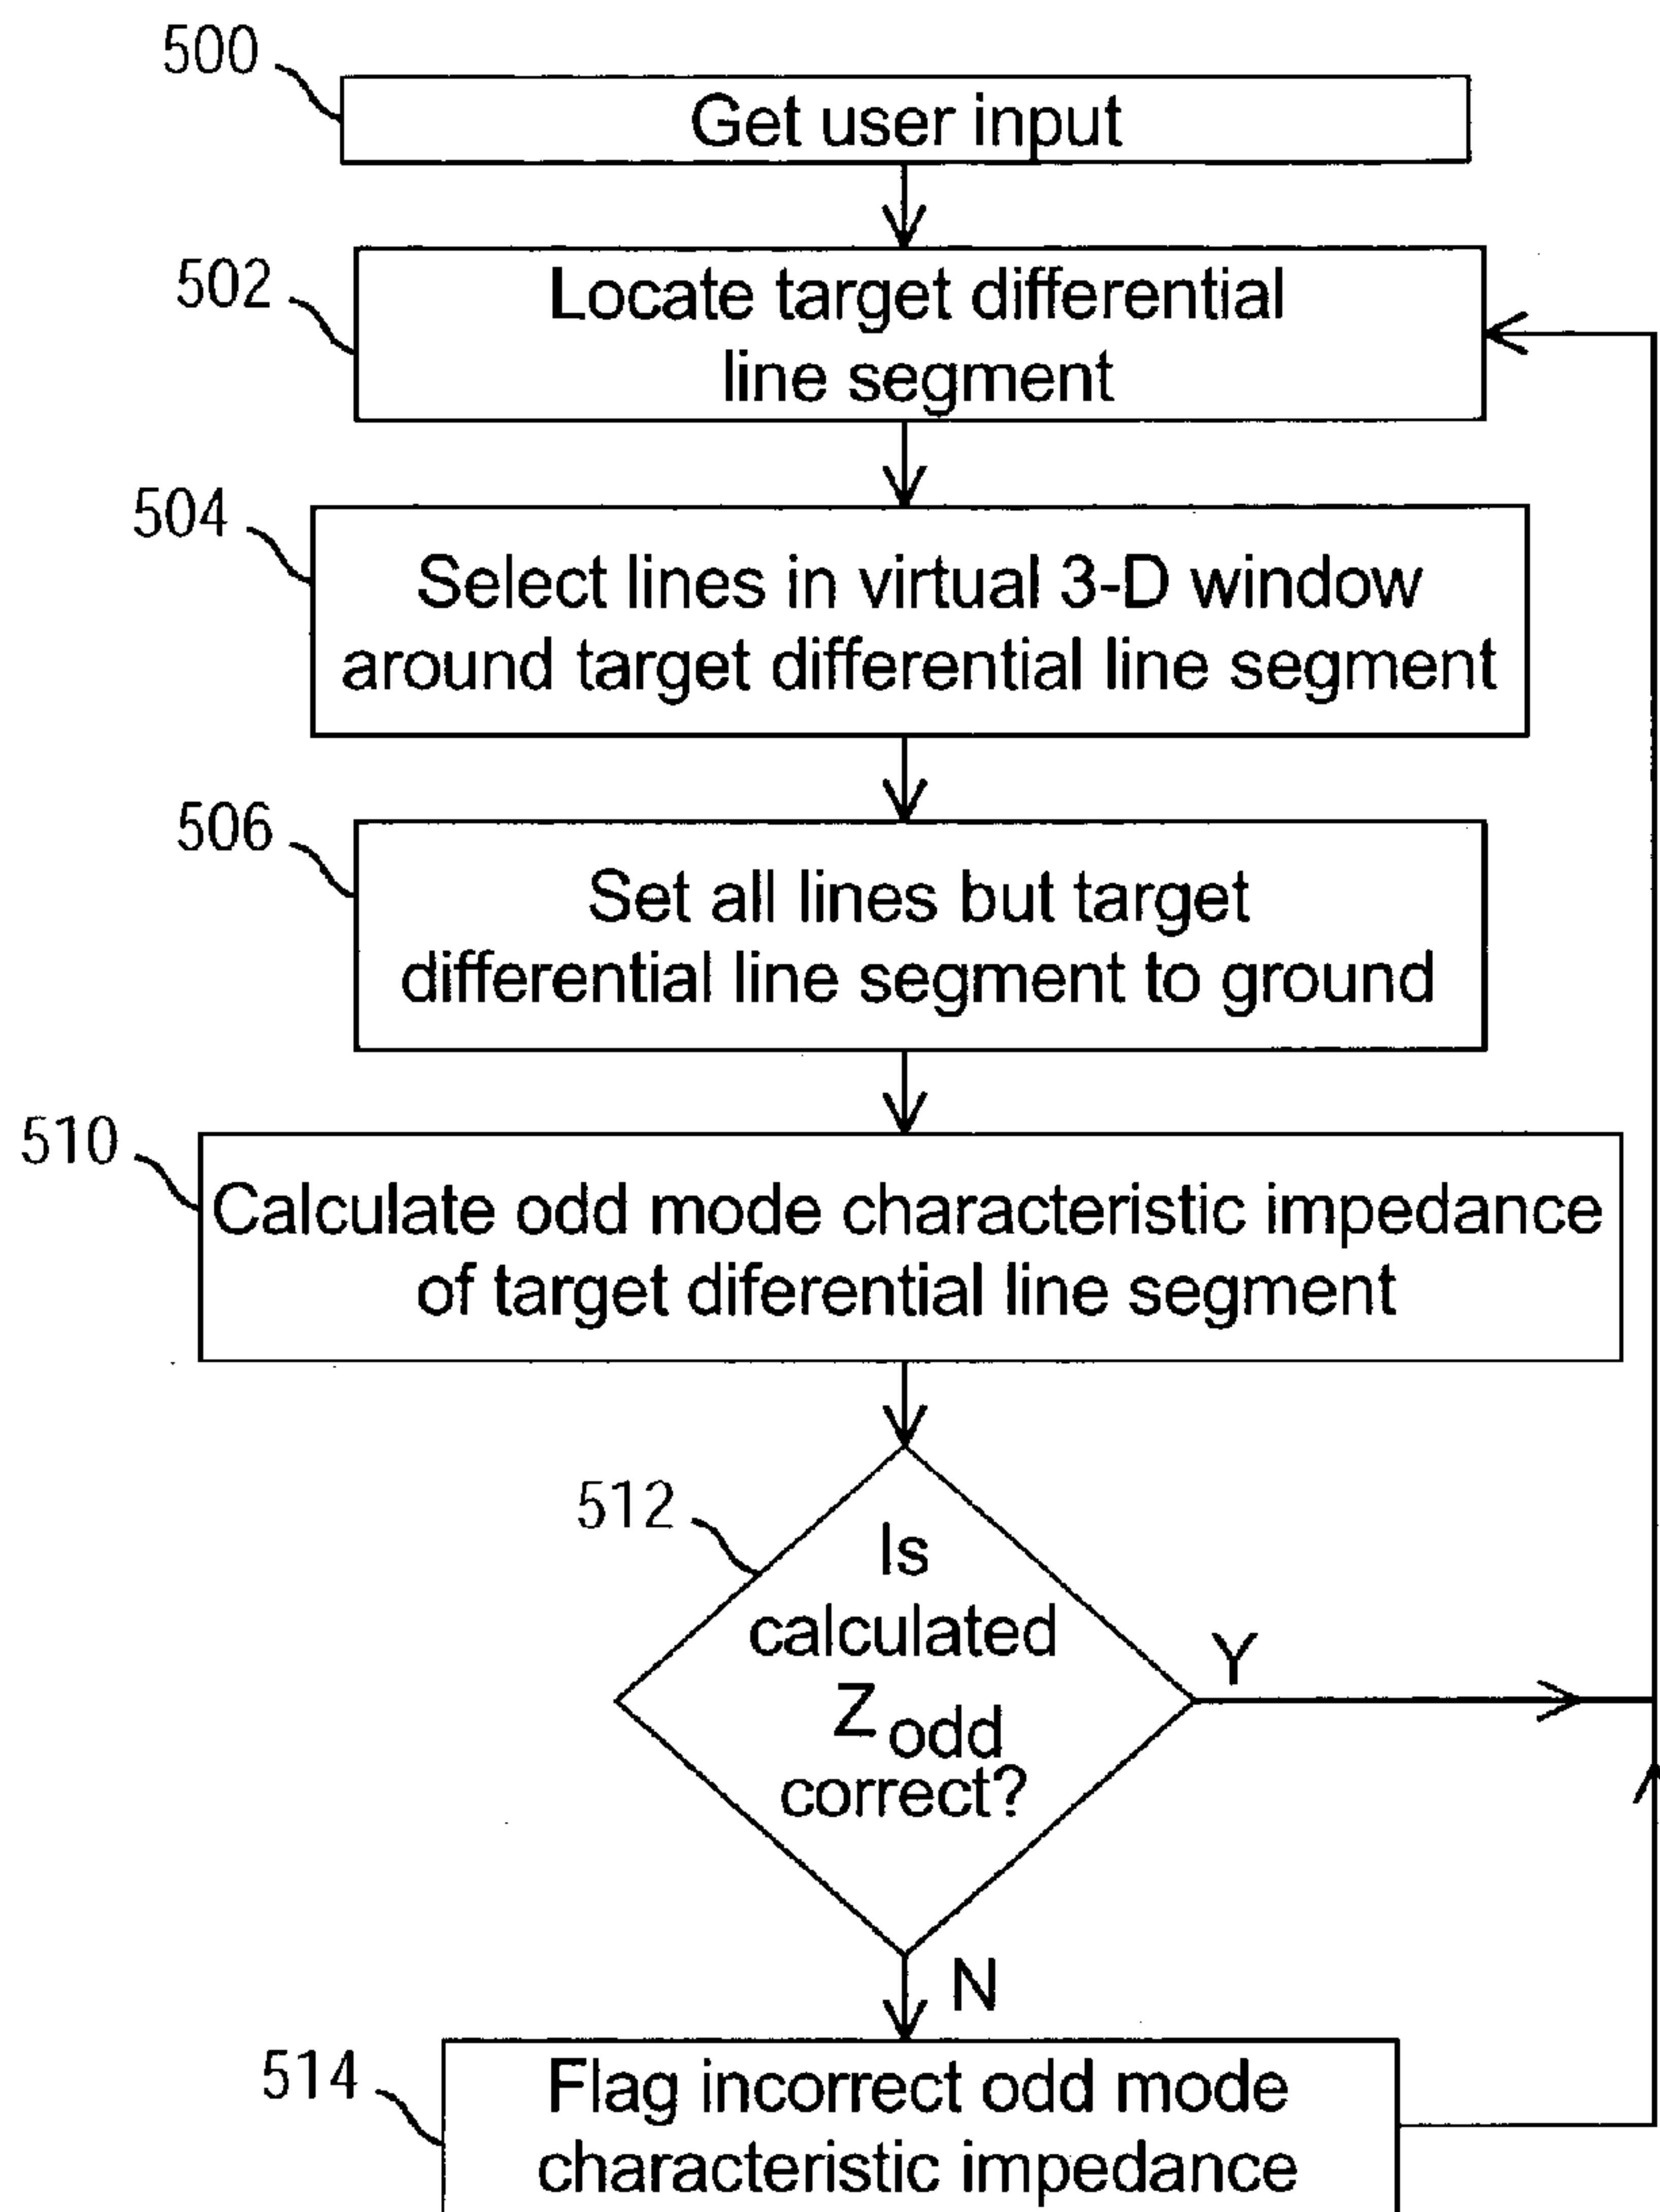 500
Get user input
502
Locate target differential
line segment
504
Select lines in virtual 3-D window
around target differential line segment
506
Set all lines but target
differential line segment to ground
510
Calculate odd mode characteristic impedance
of target diferential line segment
512
Is
calculated
Z odd
correct?
Y
N
514
Flag incorrect odd mode
characteristic impedance